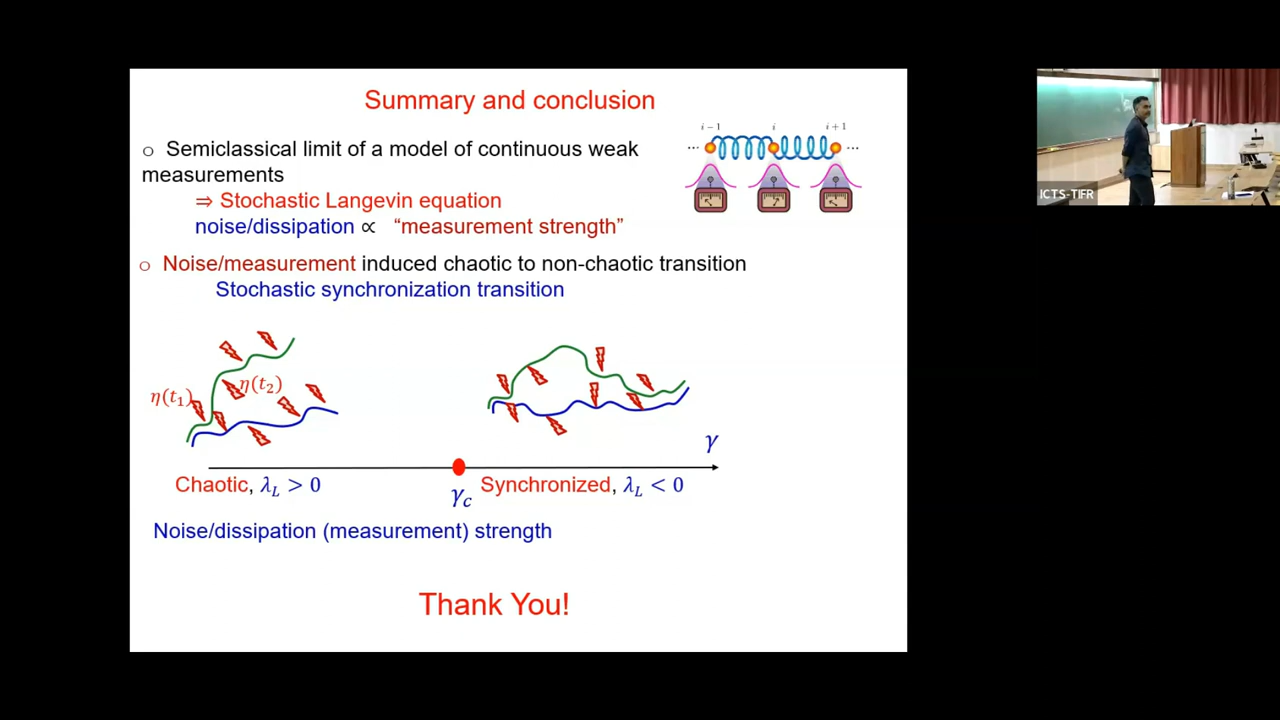 Summary and conclusion
○ Semiclassical limit of a model of continuous weak
measurements
⇒ Stochastic Langevin equation
noise/dissipation ∝ “measurement strength”
··· i − 1 i i + 1 ···
○ Noise/measurement induced chaotic to non-chaotic transition
Stochastic synchronization transition
η(t₁) η(t₂)
γ
Chaotic, λ_L > 0
γ_c
Synchronized, λ_L < 0
Noise/dissipation (measurement) strength
Thank You!
ICTS-TIFR